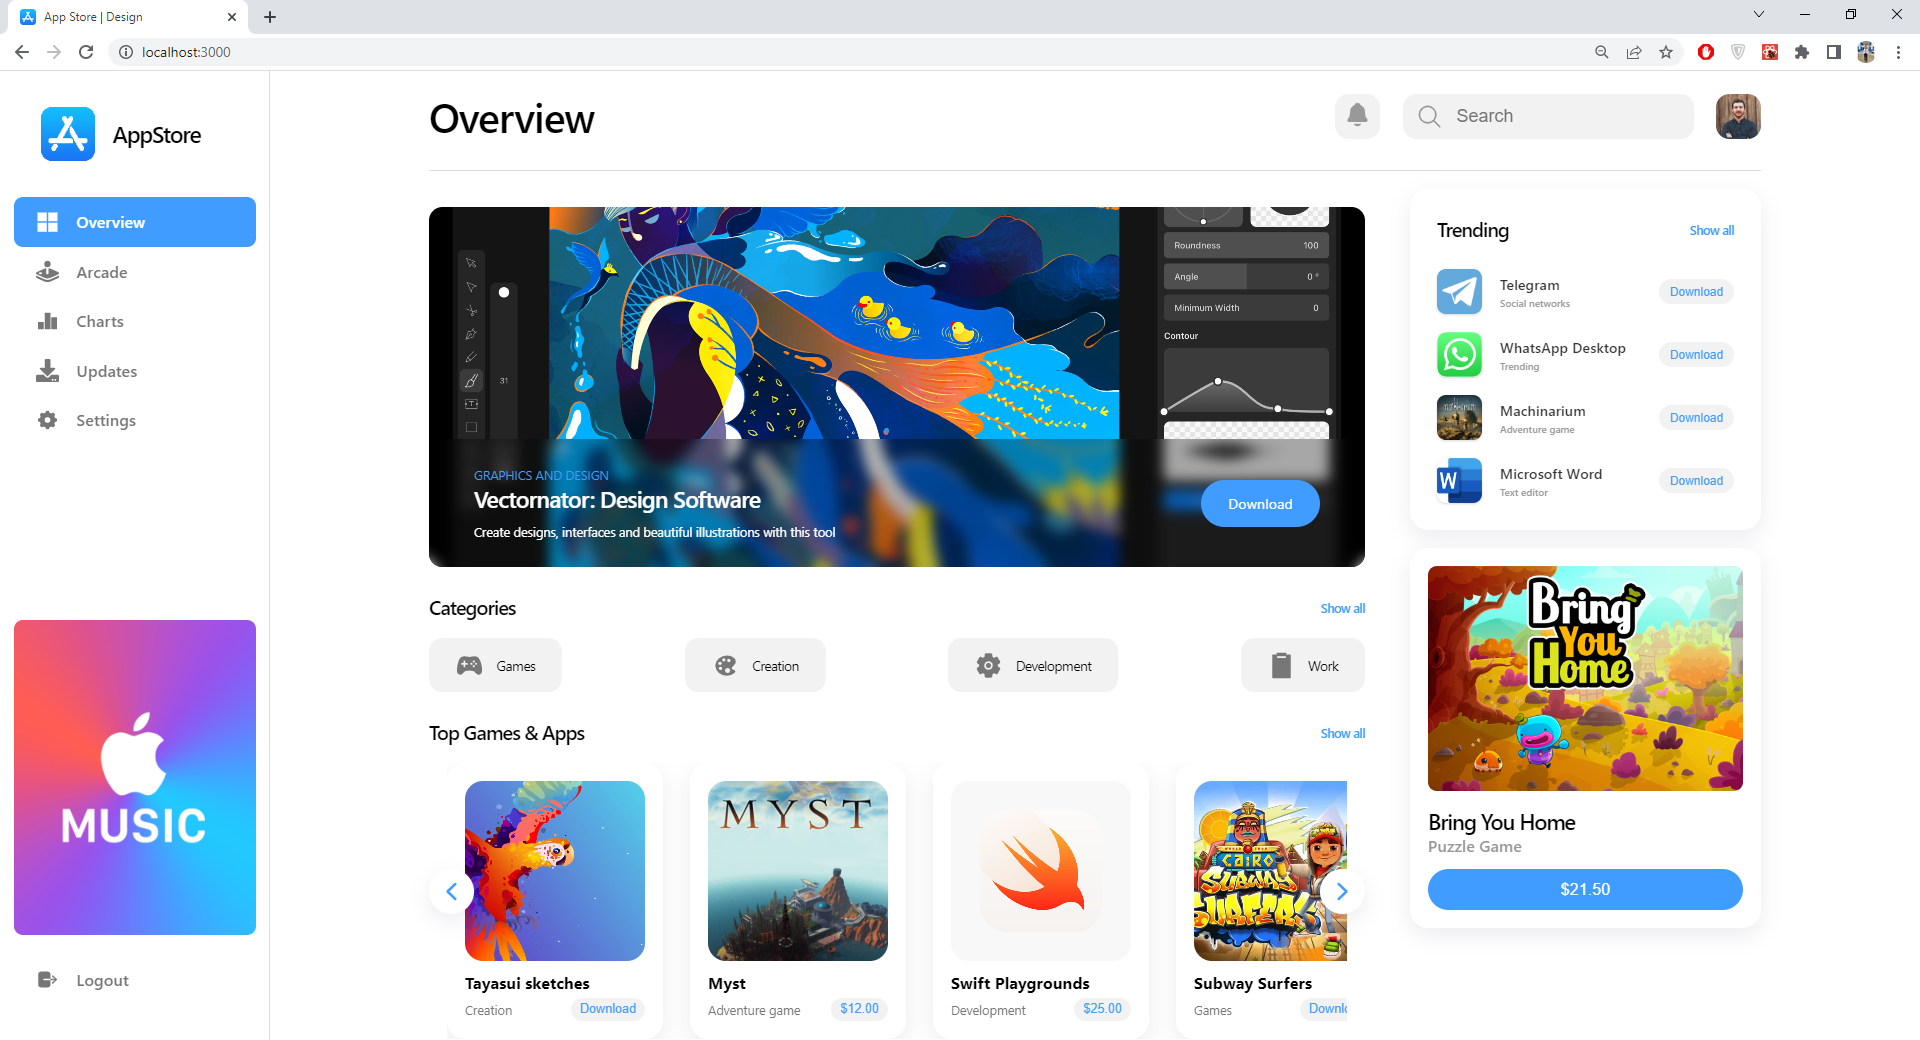 App Store | Design
localhost:3000
AppStore
Overview
Arcade
Charts
Updates
Settings
MUSIC
Logout
Overview
Search
Roundness 100
Angle 0 °
Minimum Width 0
Contour
31
GRAPHICS AND DESIGN
Vectornator: Design Software
Create designs, interfaces and beautiful illustrations with this tool
Download
Categories Show all
Games Creation Development Work
Top Games & Apps Show all
MYST
CAIRO
SUBWAY
SURFERS
Tayasui sketches
Creation Download
Myst
Adventure game $12.00
Swift Playgrounds
Development $25.00
Subway Surfers
Games Downlo
Trending Show all
Telegram
Social networks
Download
WhatsApp Desktop
Trending
Download
Machinarium
Adventure game
Download
W
Microsoft Word
Text editor
Download
Bring
You
Home
Bring You Home
Puzzle Game
$21.50